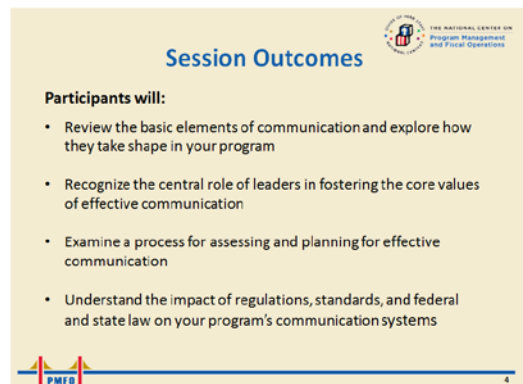 THE NATIONAL CENTER ON
Program Management
and Fiscal Operations
Session Outcomes
Participants will:
• Review the basic elements of communication and explore how
they take shape in your program
• Recognize the central role of leaders in fostering the core values
of effective communication
• Examine a process for assessing and planning for effective
communication
• Understand the impact of regulations, standards, and federal
and state law on your program's communication systems
PMFO
4